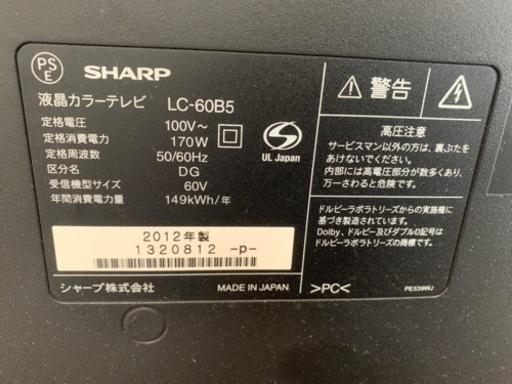 PS
E
SHARP
液晶カラーテレビ LC-60B5
定格電圧 100V～
定格消費電力 170W
定格周波数 50/60Hz
区分名 DG
受信機型サイズ 60V
年間消費電力量 149kWh/年
UL Japan
2012年製
1320812 -p-
シャープ株式会社
MADE IN JAPAN
警告
高圧注意
サービスマン以外の方は、裏ぶたを
あけないでください。
内部には高電圧部分が数多くあり、
万一さわると危険です。
ドルビーラボラトリーズからの実施権に
基づき製造されています。
Dolby、ドルビー及びダブルD記号は
ドルビーラボラトリーズの商標です。
>PC<
PE539WJ